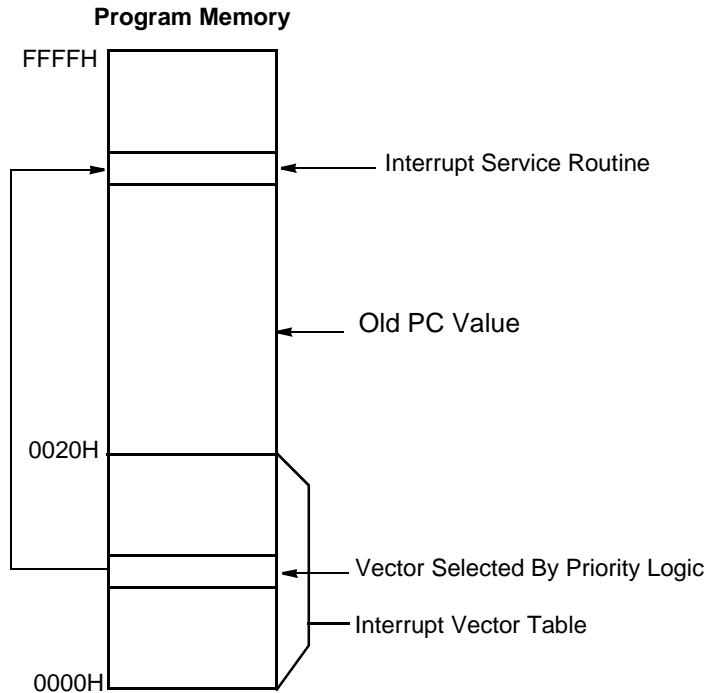 Program Memory
FFFFH
Interrupt Service Routine
Old PC Value
0020H
Vector Selected By Priority Logic
Interrupt Vector Table
0000H